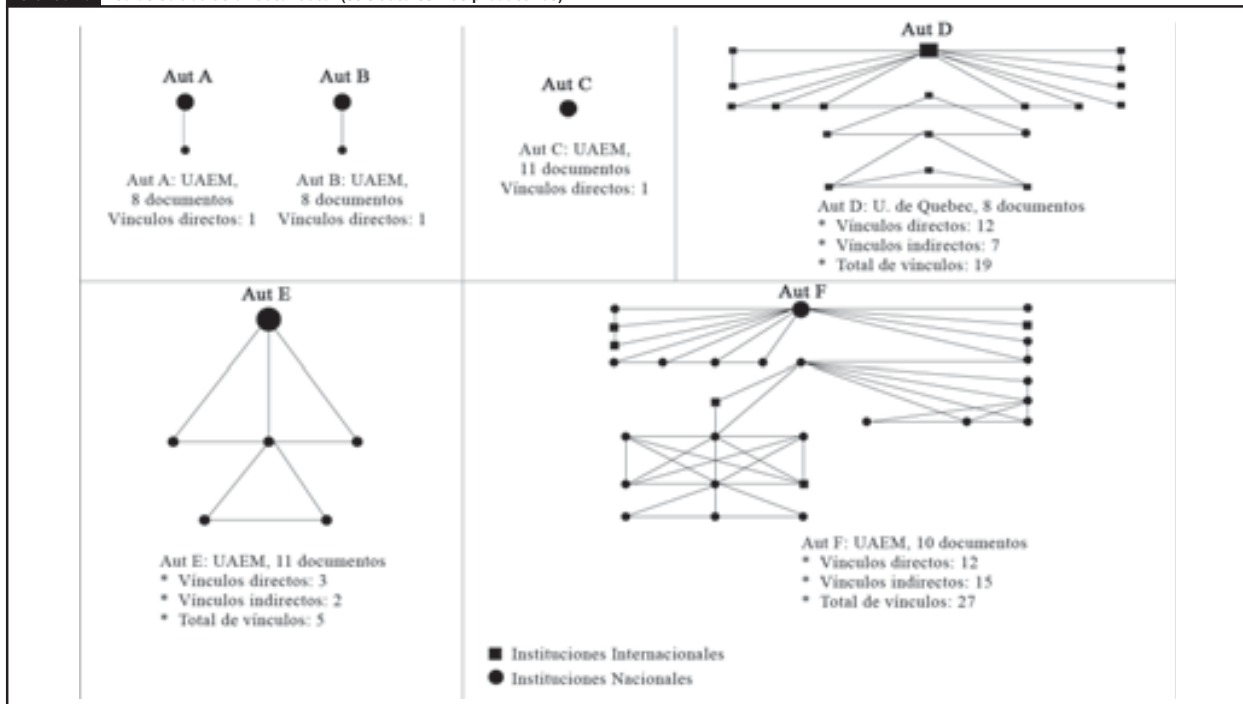 Aut A
Aut B
Aut A: UAEM,
8 documentos
Vínculos directos: 1
Aut B: UAEM,
8 documentos
Vínculos directos: 1
Aut C
Aut C: UAEM,
11 documentos
Vínculos directos: 1
Aut D
Aut D: U. de Quebec, 8 documentos
* Vínculos directos: 12
* Vínculos indirectos: 7
* Total de vínculos: 19
Aut E
Aut E: UAEM, 11 documentos
* Vínculos directos: 3
* Vínculos indirectos: 2
* Total de vínculos: 5
Aut F
Aut F: UAEM, 10 documentos
* Vínculos directos: 12
* Vínculos indirectos: 15
* Total de vínculos: 27
Instituciones Internacionales
Instituciones Nacionales